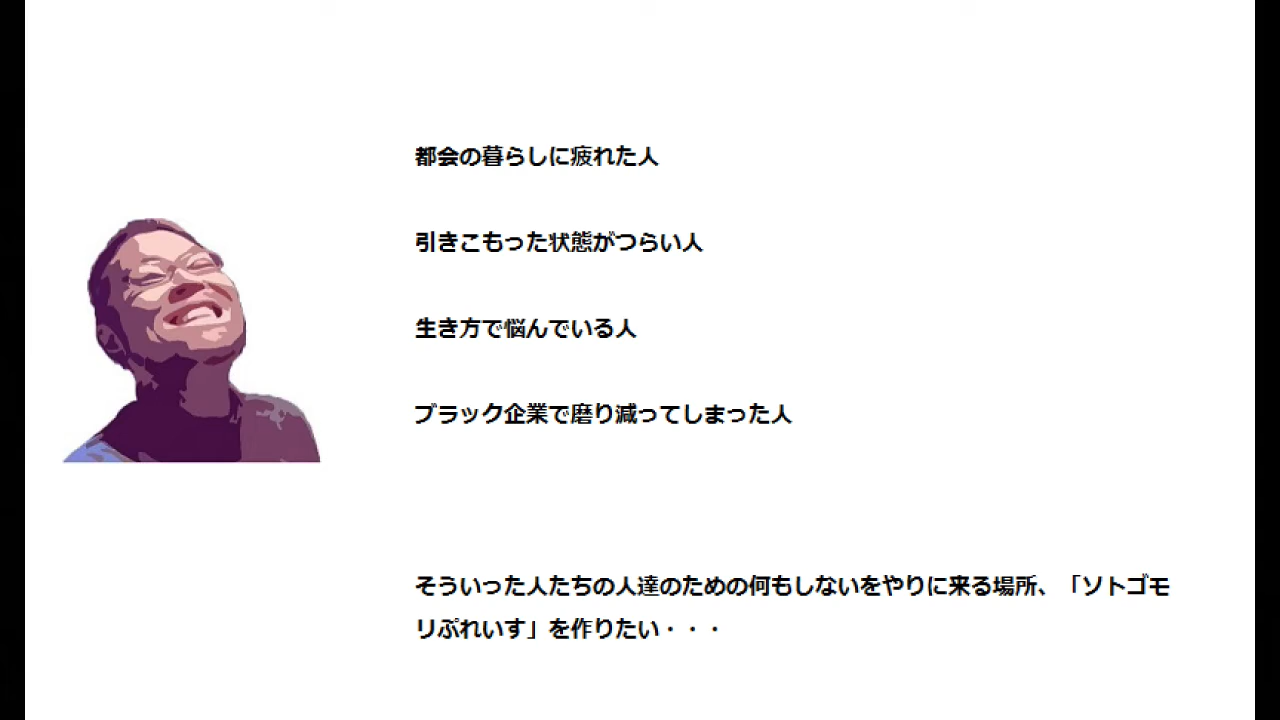 都会の暮らしに疲れた人
引きこもった状態がつらい人
生き方で悩んでいる人
ブラック企業で磨り減ってしまった人
そういった人たちの人達のための何もしないをやりに来る場所、「ソトゴモ
リぷれいす」を作りたい・・・